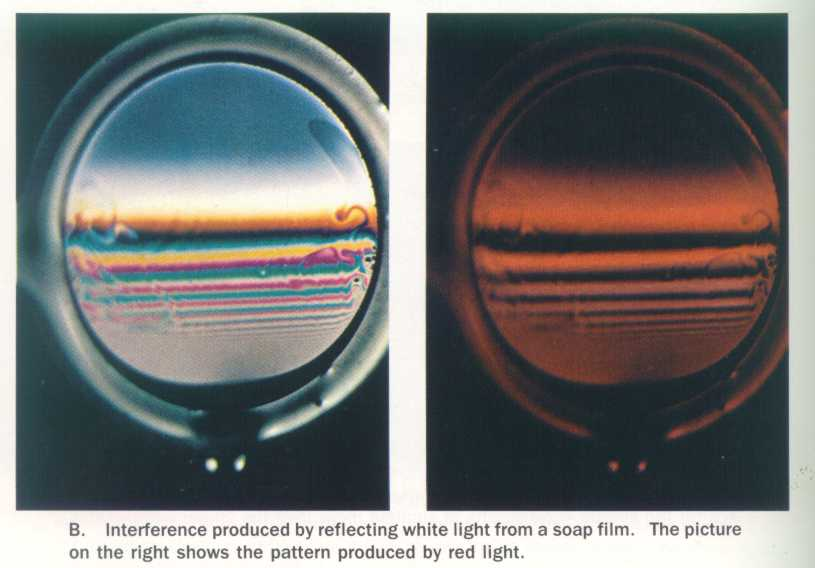 B. Interference produced by reflecting white light from a soap film. The picture
on the right shows the pattern produced by red light.